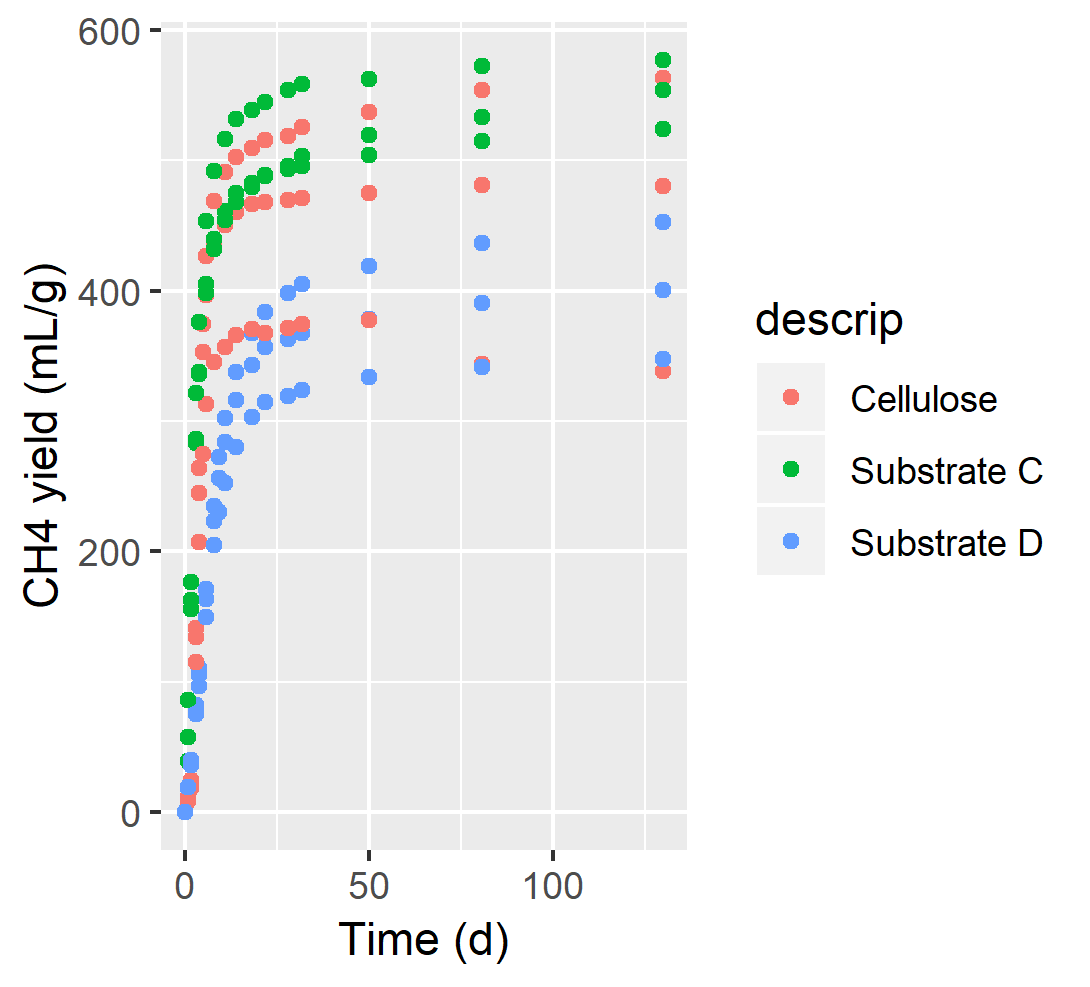 600
400
200
0
CH4 yield (mL/g)
0 50 100
Time (d)
descrip
Cellulose
Substrate C
Substrate D